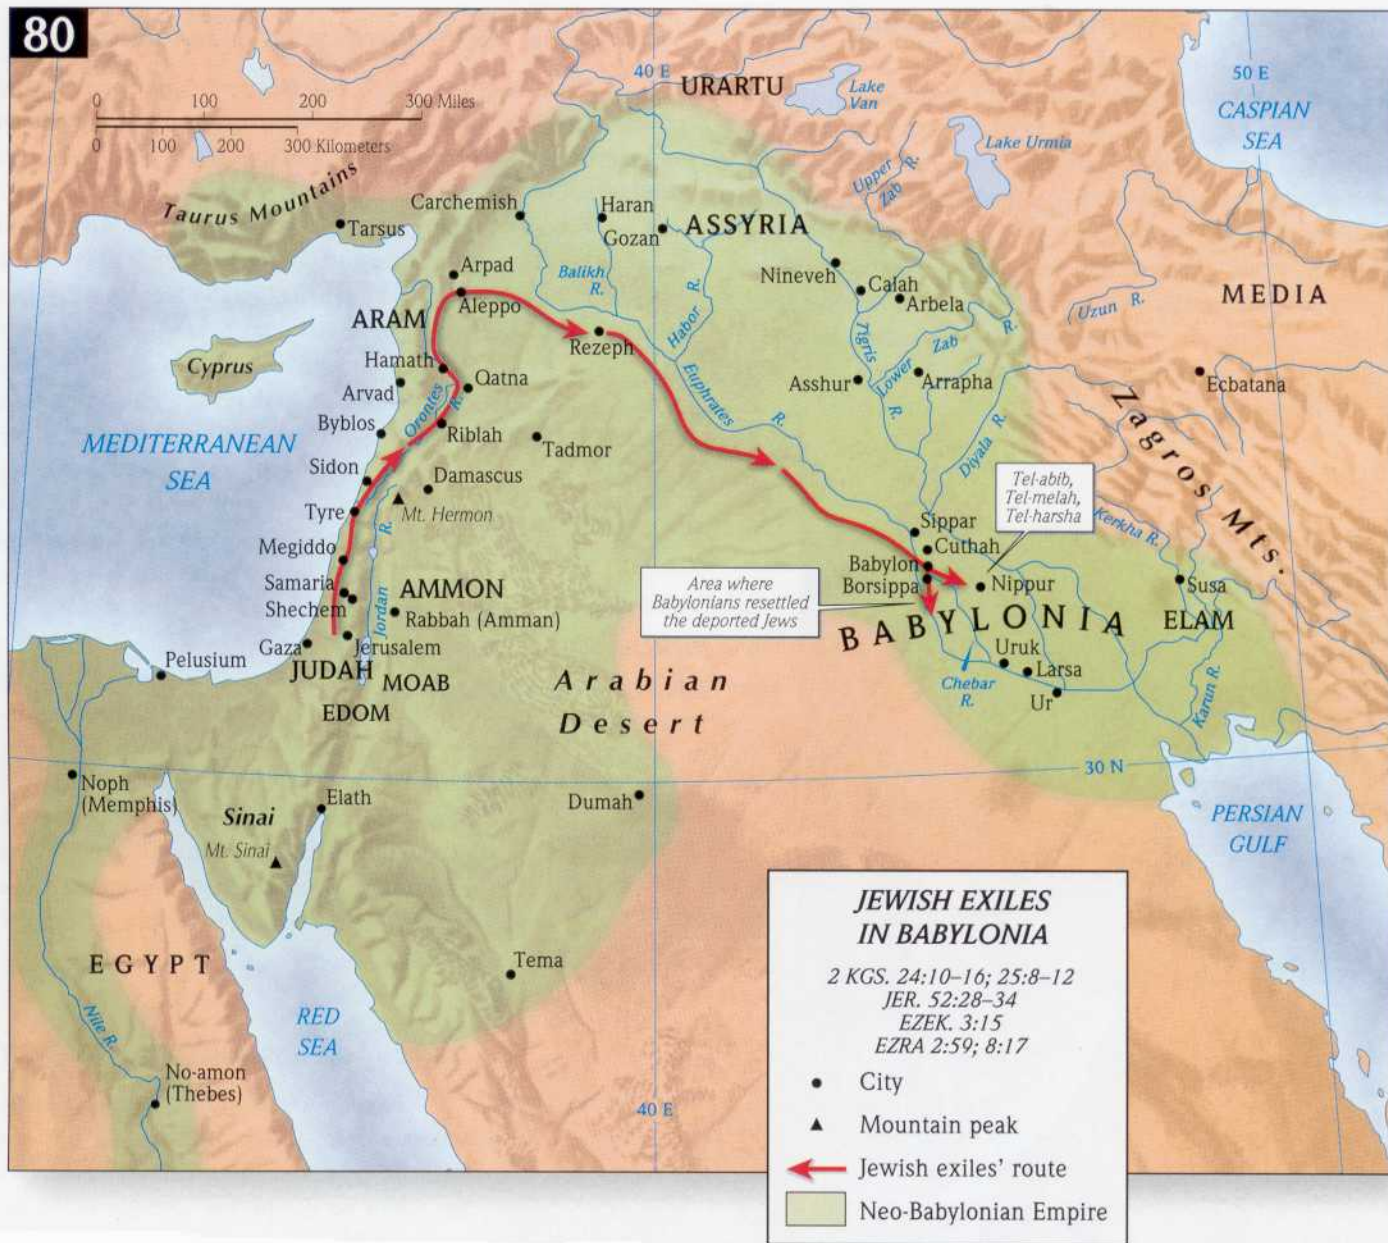 80
0 100 200 300 Miles
0 100 200 300 Kilometers
40 E
URARTU
Lake
Van
50 E
CASPIAN
SEA
Lake Urmia
Upper
Zab
R.
Taurus Mountains
Tarsus
Carchemish
Haran
Gozan
ASSYRIA
Nineveh
Calah
Arbela
MEDIA
Uzun R.
Arpad
Aleppo
Balikh
R.
Habor R.
Tigris
R.
Lower
Zab
R.
ARAM
Rezeph
Cyprus
Hamath
Qatna
Arvad
Orontes
R.
Asshur
Arrapha
Ecbatana
Euphrates
R.
Byblos
Riblah
Tadmor
Zagros Mts.
MEDITERRANEAN
SEA
Sidon
Damascus
Diyala R.
Tel-abib,
Tel-melah,
Tel-harsha
Tyre
Mt. Hermon
Kerkha R.
Megiddo
R.
Sippar
Cuthah
Samaria
AMMON
Babylon
Borsippa
Nippur
Susa
Area where
Babylonians resettled
the deported Jews
Shechem
Jordan
Rabbah (Amman)
BABYLONIA
ELAM
Gaza
Jerusalem
Pelusium
JUDAH
MOAB
EDOM
Arabian
Desert
Uruk
Larsa
Chebar
R.
Ur
Karun R.
30 N
Noph
(Memphis)
Sinai
Elath
Dumah
Mt. Sinai
PERSIAN
GULF
EGYPT
Tema
Nile R.
RED
SEA
No-amon
(Thebes)
40 E
JEWISH EXILES
IN BABYLONIA
2 KGS. 24:10–16; 25:8–12
JER. 52:28–34
EZEK. 3:15
EZRA 2:59; 8:17
City
Mountain peak
Jewish exiles' route
Neo-Babylonian Empire